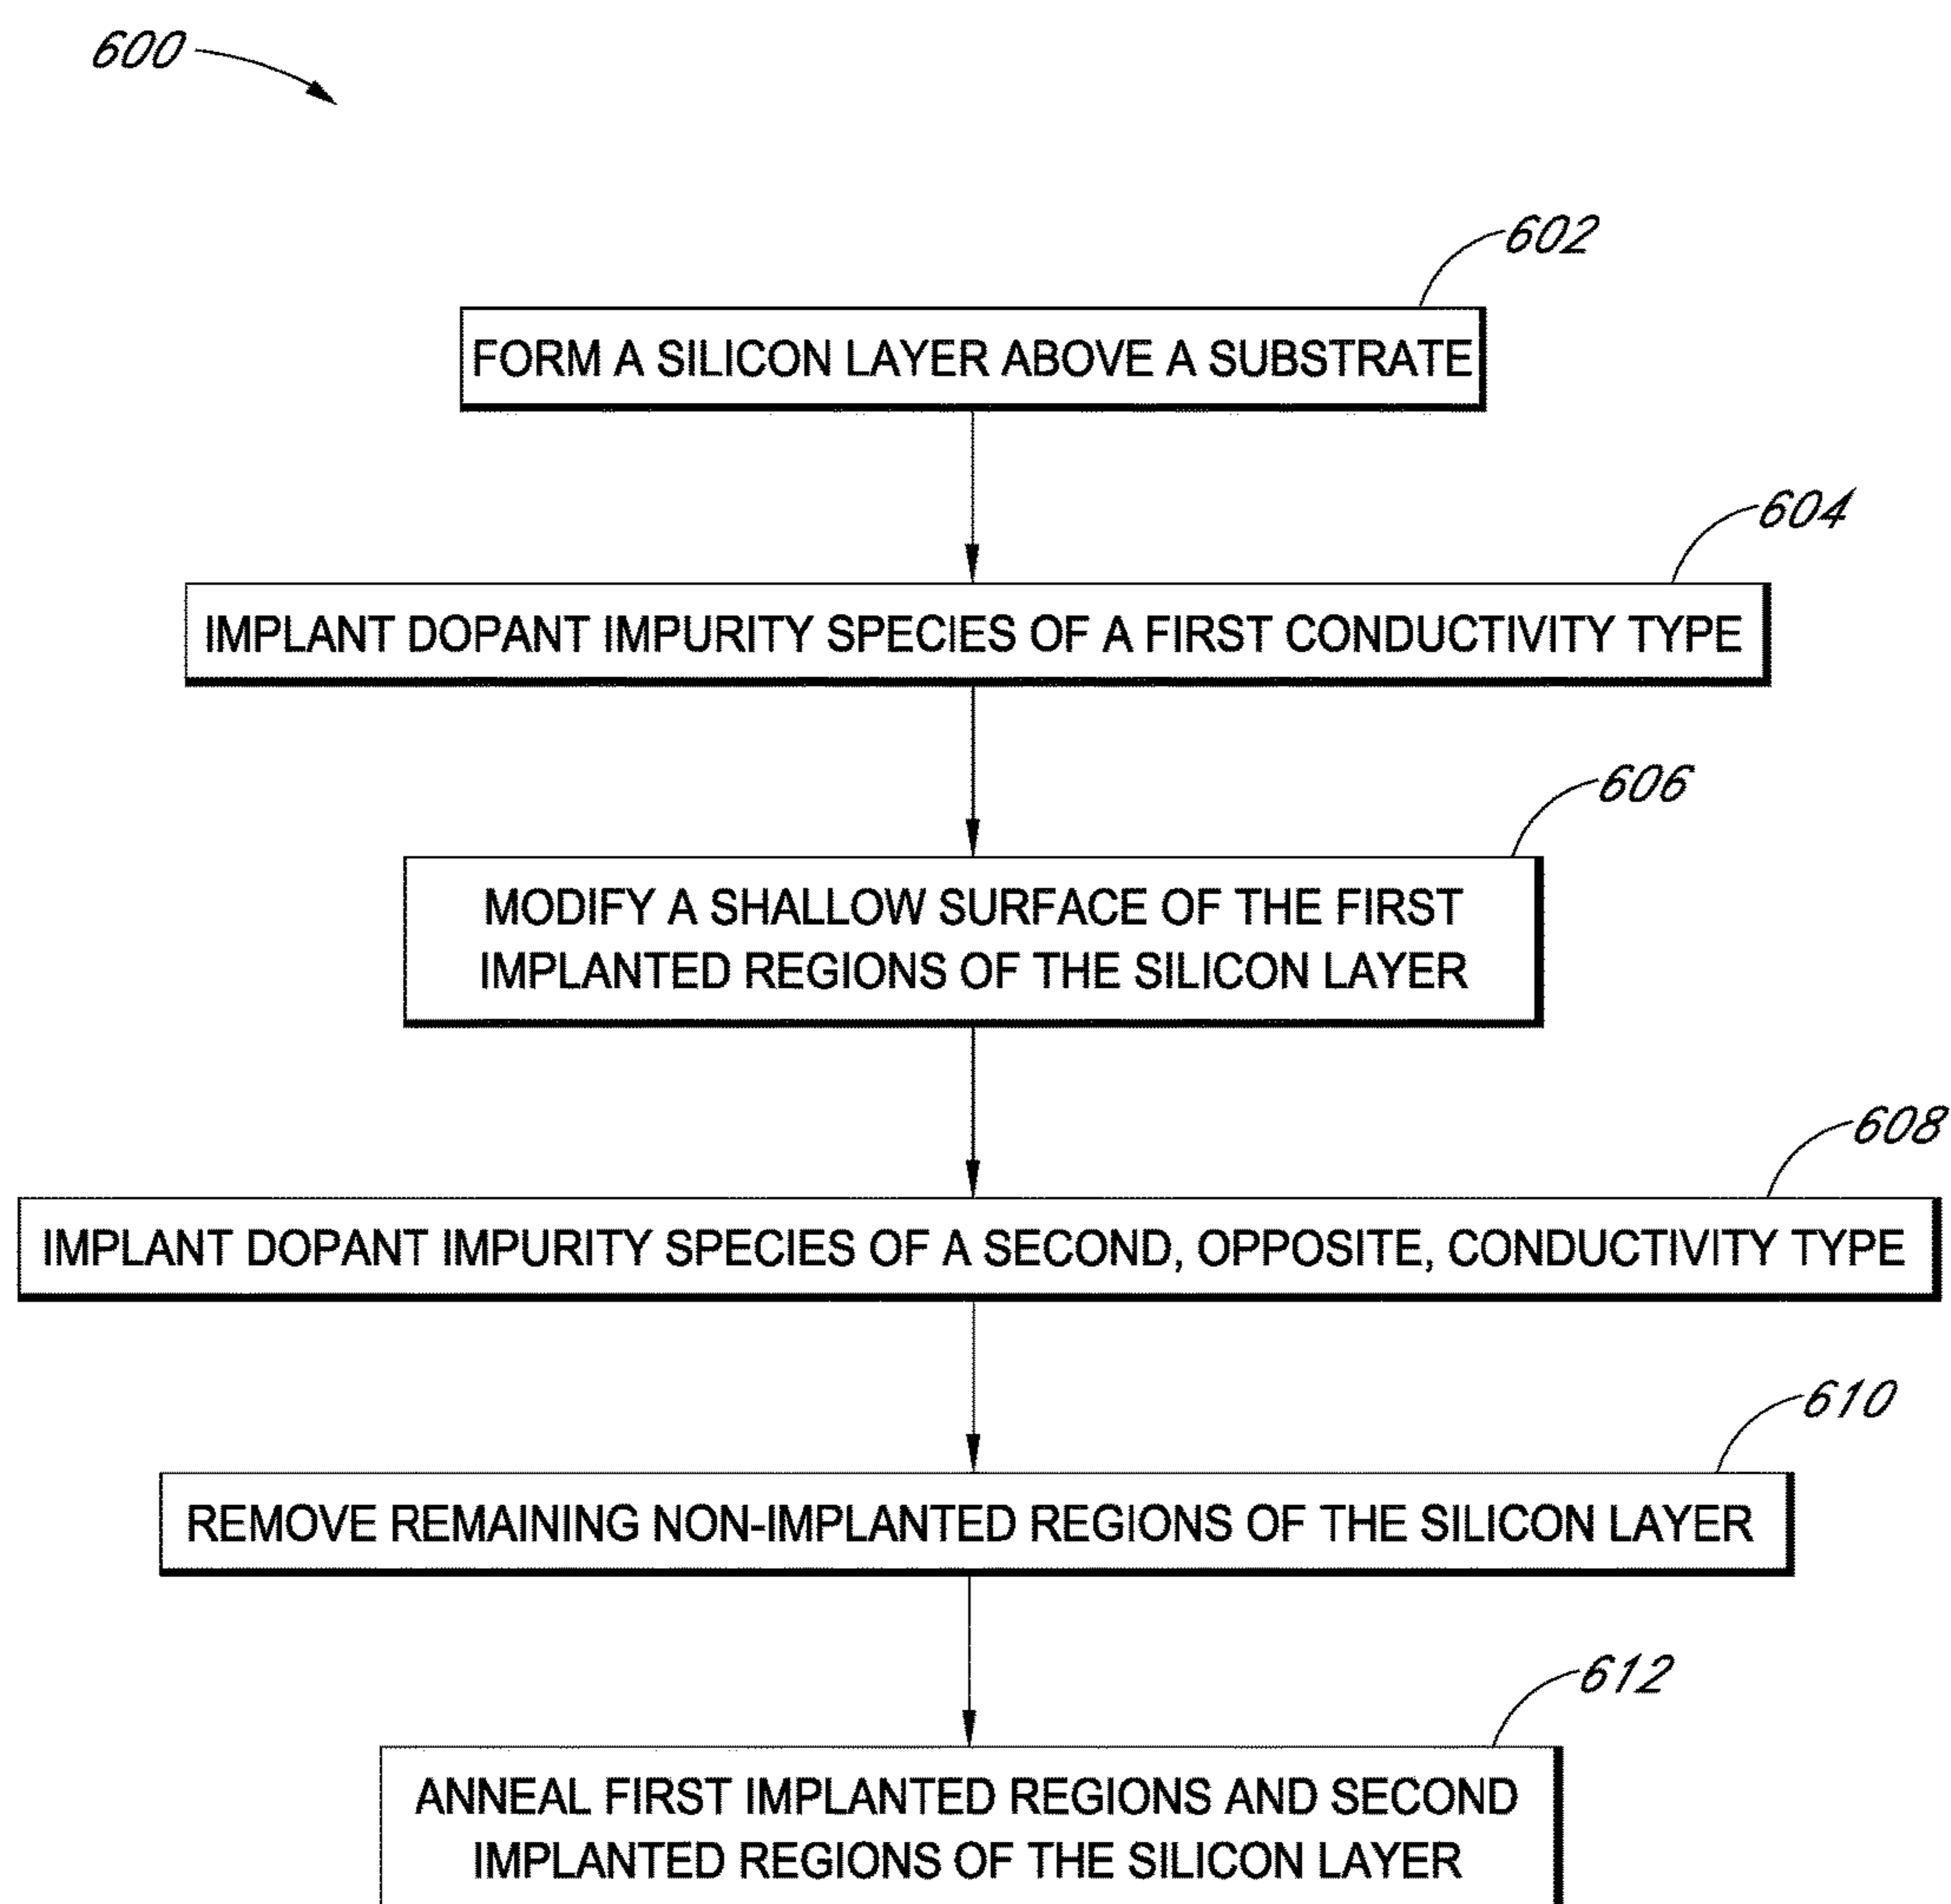 600
602
FORM A SILICON LAYER ABOVE A SUBSTRATE
604
IMPLANT DOPANT IMPURITY SPECIES OF A FIRST CONDUCTIVITY TYPE
606
MODIFY A SHALLOW SURFACE OF THE FIRST
IMPLANTED REGIONS OF THE SILICON LAYER
608
IMPLANT DOPANT IMPURITY SPECIES OF A SECOND, OPPOSITE, CONDUCTIVITY TYPE
610
REMOVE REMAINING NON-IMPLANTED REGIONS OF THE SILICON LAYER
612
ANNEAL FIRST IMPLANTED REGIONS AND SECOND
IMPLANTED REGIONS OF THE SILICON LAYER